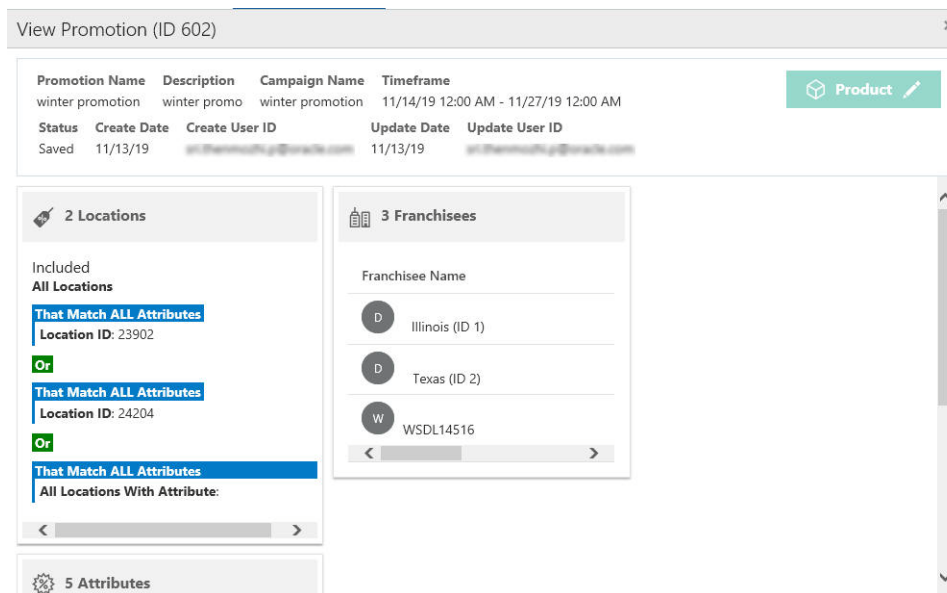 View Promotion (ID 602)
Promotion Name Description Campaign Name Timeframe
winter promotion winter promo winter promotion 11/14/19 12:00 AM - 11/27/19 12:00 AM
Product
Status Create Date Create User ID Update Date Update User ID
Saved 11/13/19 11/13/19
2 Locations
Included
All Locations
That Match ALL Attributes
Location ID: 23902
Or
That Match ALL Attributes
Location ID: 24204
Or
That Match ALL Attributes
All Locations With Attribute:
5 Attributes
3 Franchisees
Franchisee Name
D Illinois (ID 1)
D Texas (ID 2)
W WSDL14516